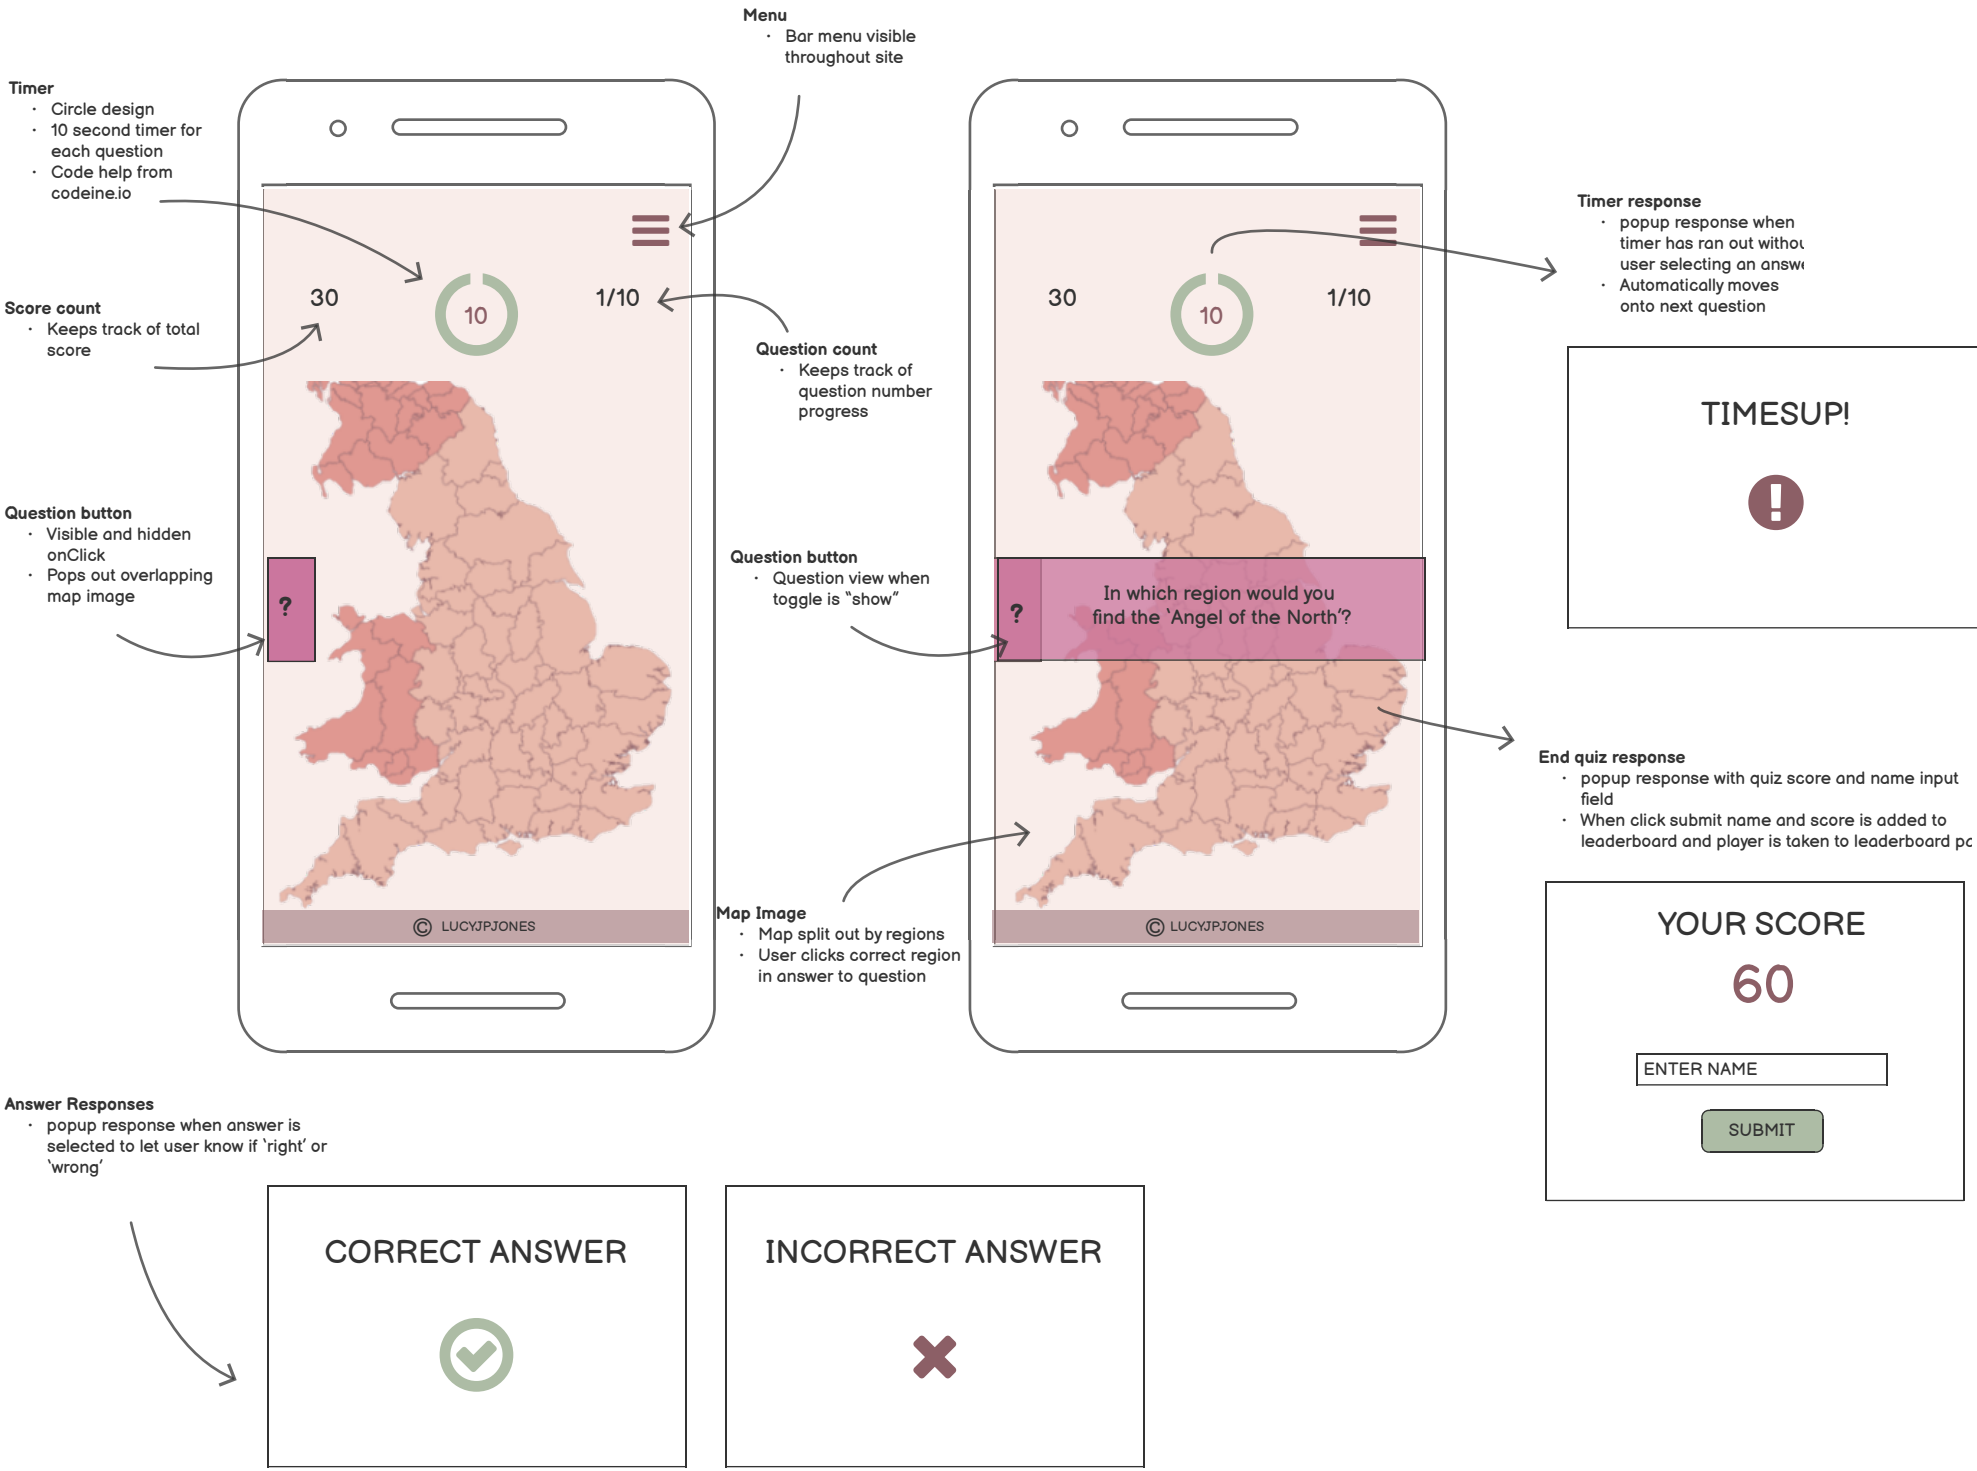 Menu
· Bar menu visible
throughout site
Timer
· Circle design
· 10 second timer for
each question
· Code help from
codeine.io
Score count
· Keeps track of total
score
Question button
· Visible and hidden
onClick
· Pops out overlapping
map image
30
10
1/10
?
© LUCYJPJONES
Question count
· Keeps track of
question number
progress
Question button
· Question view when
toggle is “show”
Map Image
· Map split out by regions
· User clicks correct region
in answer to question
30
10
1/10
?
In which region would you
find the ‘Angel of the North’?
© LUCYJPJONES
Timer response
· popup response when
timer has ran out withou
user selecting an answe
· Automatically moves
onto next question
TIMESUP!
!
End quiz response
· popup response with quiz score and name input
field
· When click submit name and score is added to
leaderboard and player is taken to leaderboard pa
YOUR SCORE
60
ENTER NAME
SUBMIT
Answer Responses
· popup response when answer is
selected to let user know if ‘right’ or
‘wrong’
CORRECT ANSWER
INCORRECT ANSWER